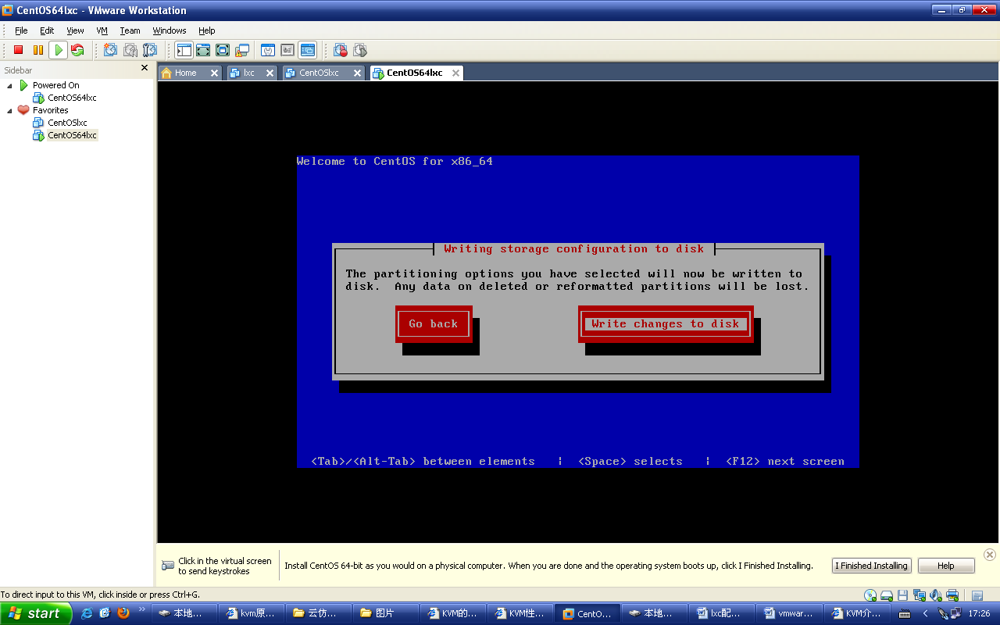 CentOS64lxc - VMware Workstation
File Edit View VM Team Windows Help
Sidebar
Home lxc CentOSlxc CentOS64lxc
Powered On
CentOS64lxc
Favorites
CentOSlxc
CentOS64lxc
Welcome to CentOS for x86_64
Writing storage configuration to disk
The partitioning options you have selected will now be written to
disk. Any data on deleted or reformatted partitions will be lost.
Go back Write changes to disk
<Tab>/<Alt-Tab> between elements | <Space> selects | <F12> next screen
Click in the virtual screen
to send keystrokes
Install CentOS 64-bit as you would on a physical computer. When you are done and the operating system boots up, click I Finished Installing.
I Finished Installing Help
To direct input to this VM, click inside or press Ctrl+G.
start 本地... kvm原... 云仿... 图片 KVM的... KVM性... CentO... 本地... lxc配... vmwar... KVM介... 17:26